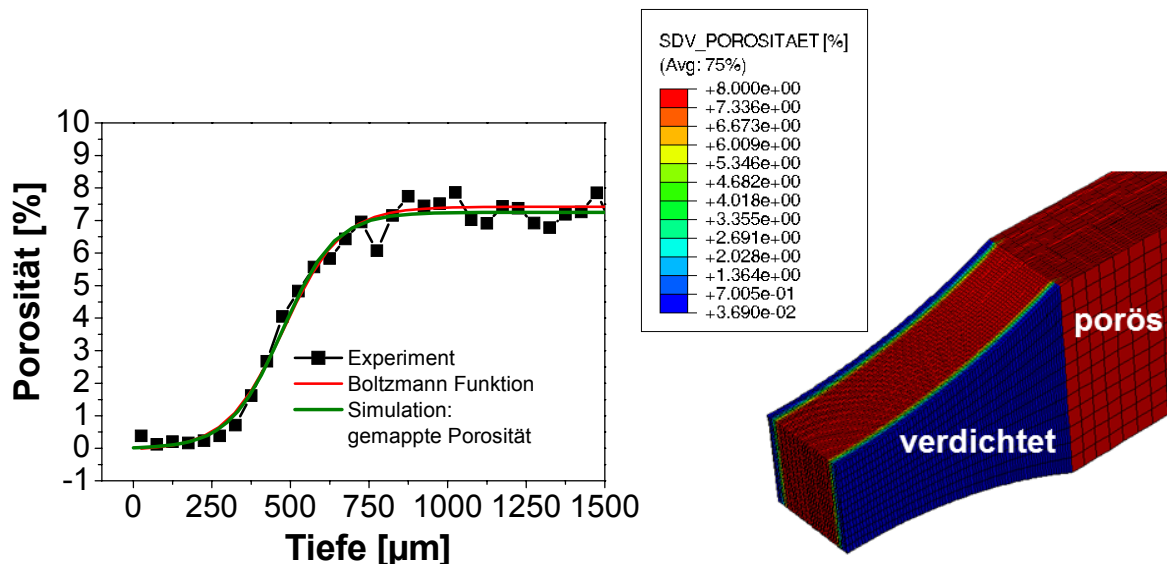 SDV_POROSITAET [%]
(Avg: 75%)
+8.000e+00
+7.336e+00
+6.673e+00
+6.009e+00
+5.346e+00
+4.682e+00
+4.018e+00
+3.355e+00
+2.691e+00
+2.028e+00
+1.364e+00
+7.005e-01
+3.690e-02
Porosität [%]
10
9
8
7
6
5
4
3
2
1
0
-1
Experiment
Boltzmann Funktion
Simulation:
gemappte Porosität
0 250 500 750 1000 1250 1500
Tiefe [µm]
porös
verdichtet